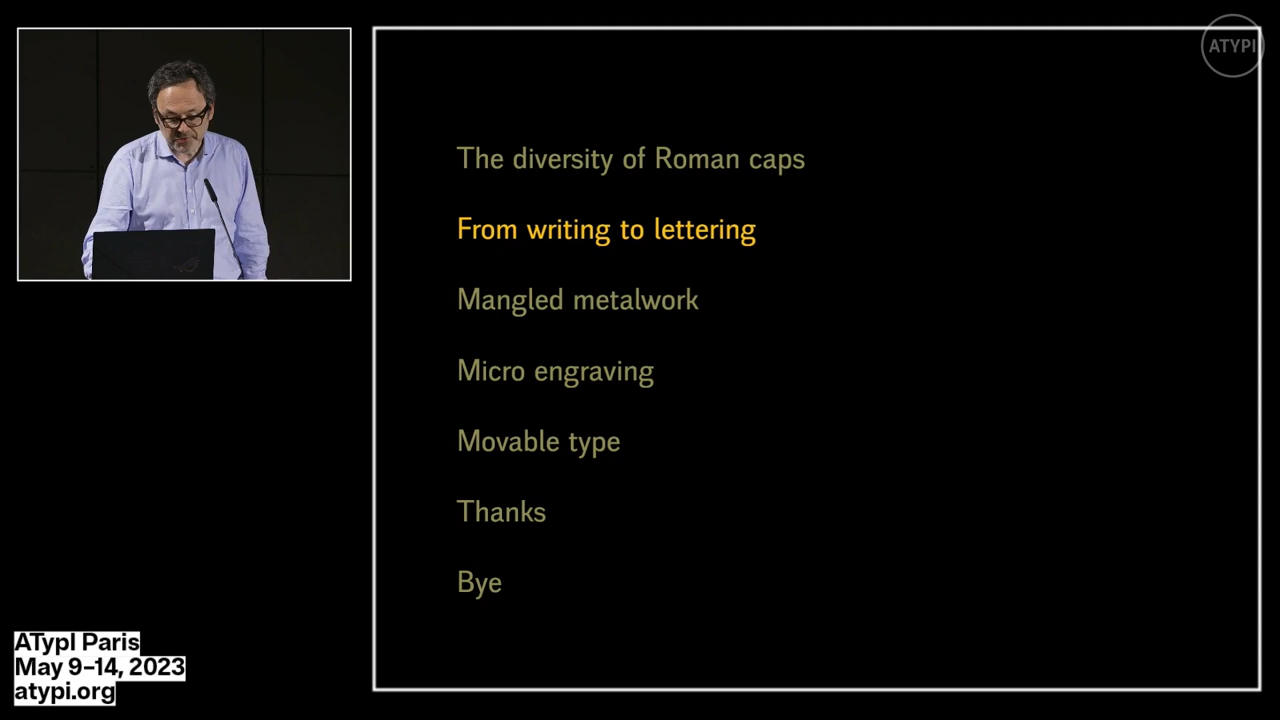 ATYPI
The diversity of Roman caps
From writing to lettering
Mangled metalwork
Micro engraving
Movable type
Thanks
Bye
ATypI Paris
May 9–14, 2023
atypi.org